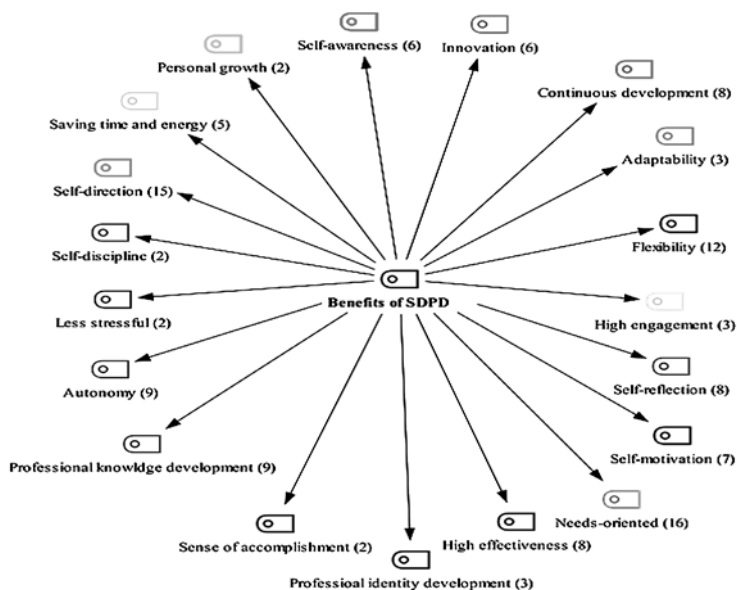 Self-awareness (6)
Innovation (6)
Personal growth (2)
Continuous development (8)
Saving time and energy (5)
Adaptability (3)
Self-direction (15)
Flexibility (12)
Self-discipline (2)
Benefits of SDPD
Less stressful (2)
High engagement (3)
Autonomy (9)
Self-reflection (8)
Professional knowldge development (9)
Self-motivation (7)
Needs-oriented (16)
Sense of accomplishment (2)
High effectiveness (8)
Professioal identity development (3)